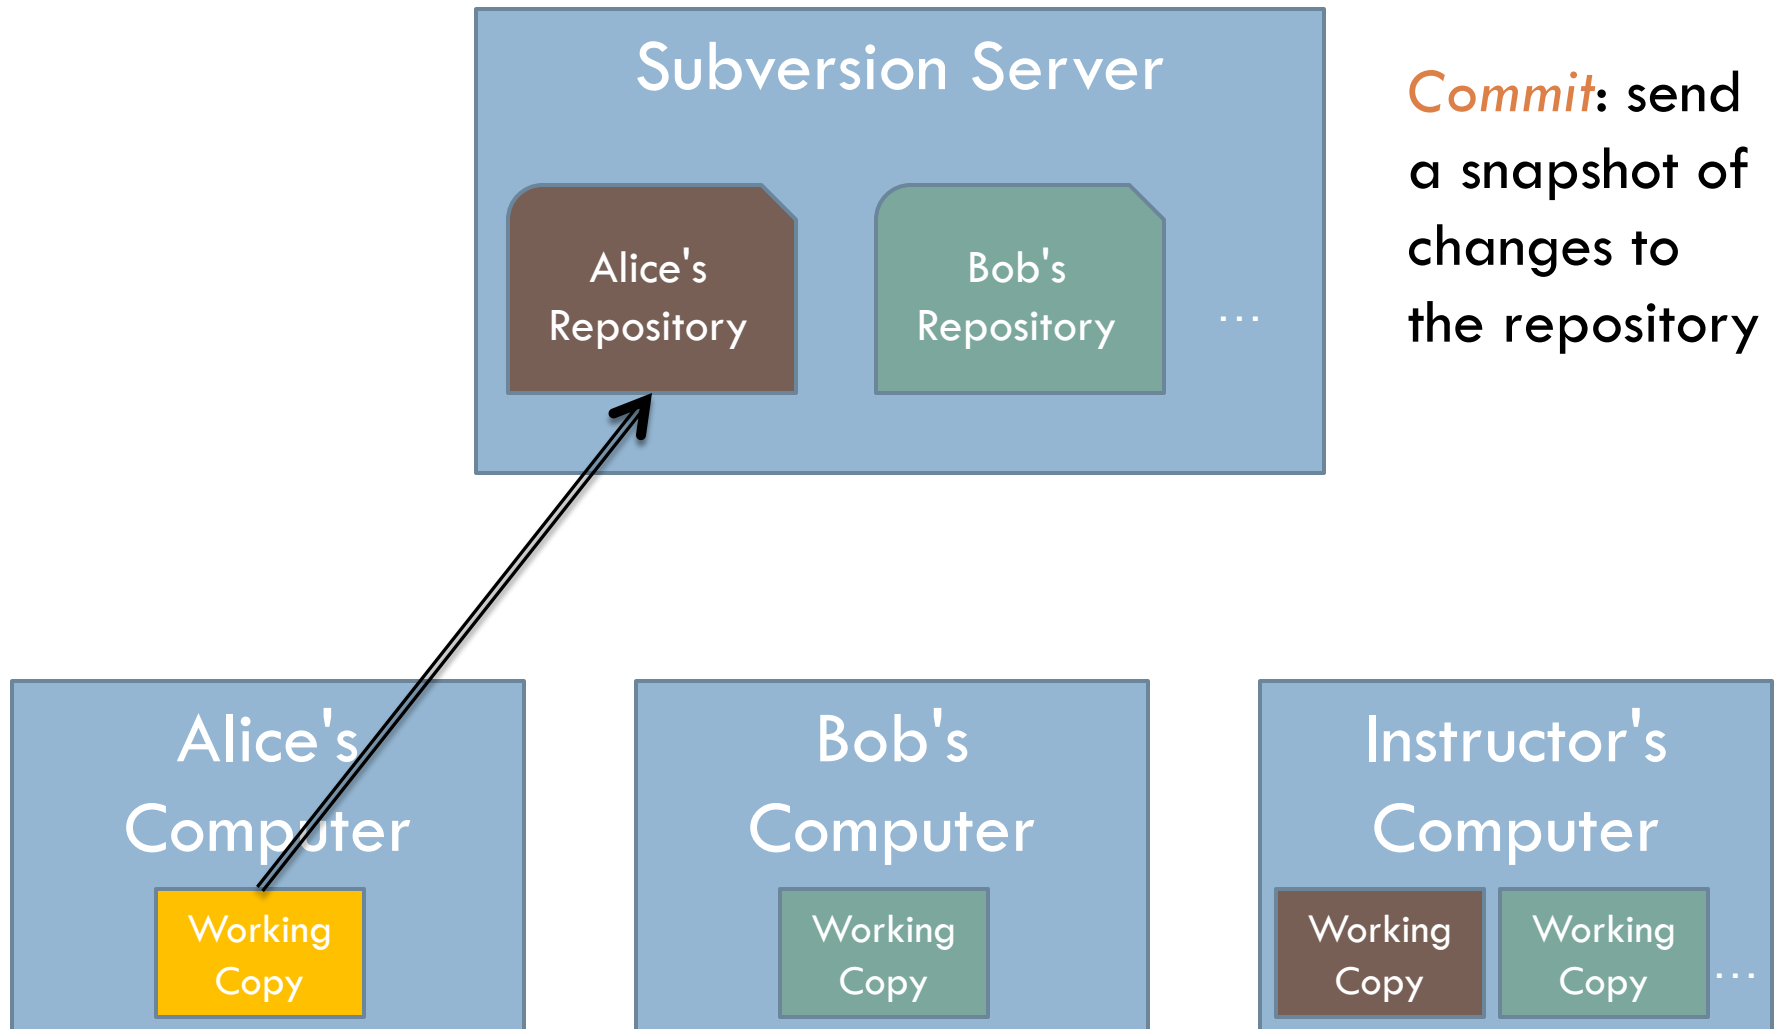 Subversion Server
Commit: send
a snapshot of
changes to
the repository
Alice's
Repository
Bob's
Repository
...
Alice's
Computer
Working
Copy
Bob's
Computer
Working
Copy
Instructor's
Computer
Working
Copy
Working
Copy
...